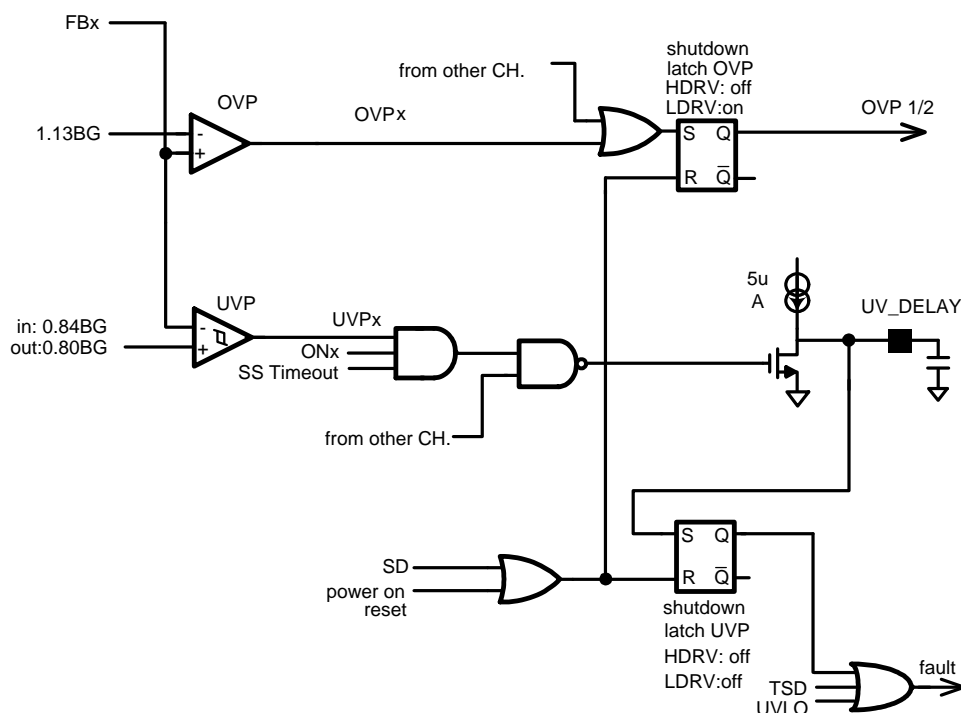 FBx
shutdown
latch OVP
HDRV: off
LDRV:on
from other CH.
OVP
OVPx
OVP 1/2
1.13BG
-
+
S Q
R Q
5u
A
UV_DELAY
UVP
UVPx
in: 0.84BG
out:0.80BG
-
+
ONx
SS Timeout
from other CH.
S Q
R Q
SD
power on
reset
shutdown
latch UVP
HDRV: off
LDRV:off
fault
TSD
UVLO